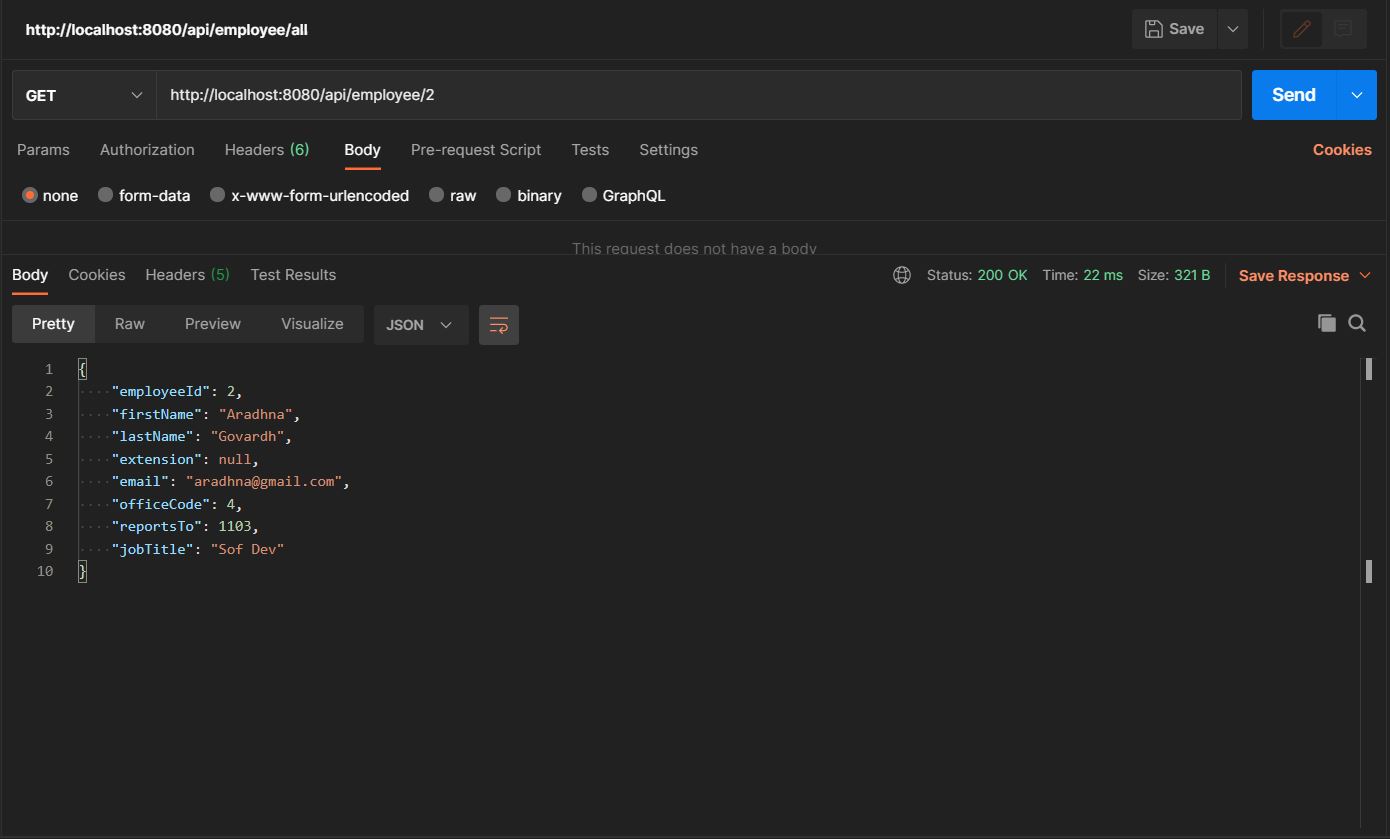 http://localhost:8080/api/employee/all Save
GET http://localhost:8080/api/employee/2 Send
Params Authorization Headers (6) Body Pre-request Script Tests Settings Cookies
none form-data x-www-form-urlencoded raw binary GraphQL
This request does not have a body
Body Cookies Headers (5) Test Results Status: 200 OK Time: 22 ms Size: 321 B Save Response
Pretty Raw Preview Visualize JSON
1 {
2 "employeeId": 2,
3 "firstName": "Aradhna",
4 "lastName": "Govardh",
5 "extension": null,
6 "email": "aradhna@gmail.com",
7 "officeCode": 4,
8 "reportsTo": 1103,
9 "jobTitle": "Sof Dev"
10 }